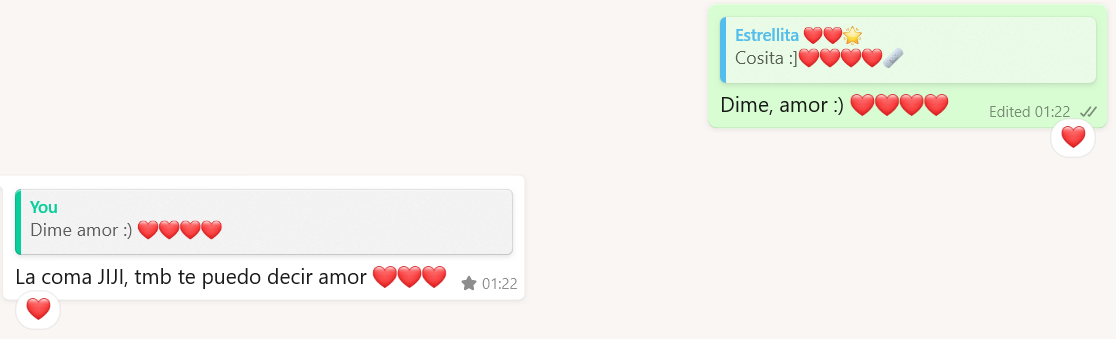 Estrellita ❤️❤️🌟
Cosita :]❤️❤️❤️❤️🩹
Dime, amor :) ❤️❤️❤️❤️
Edited 01:22
❤️
You
Dime amor :) ❤️❤️❤️❤️
La coma JIJI, tmb te puedo decir amor ❤️❤️❤️
01:22
❤️